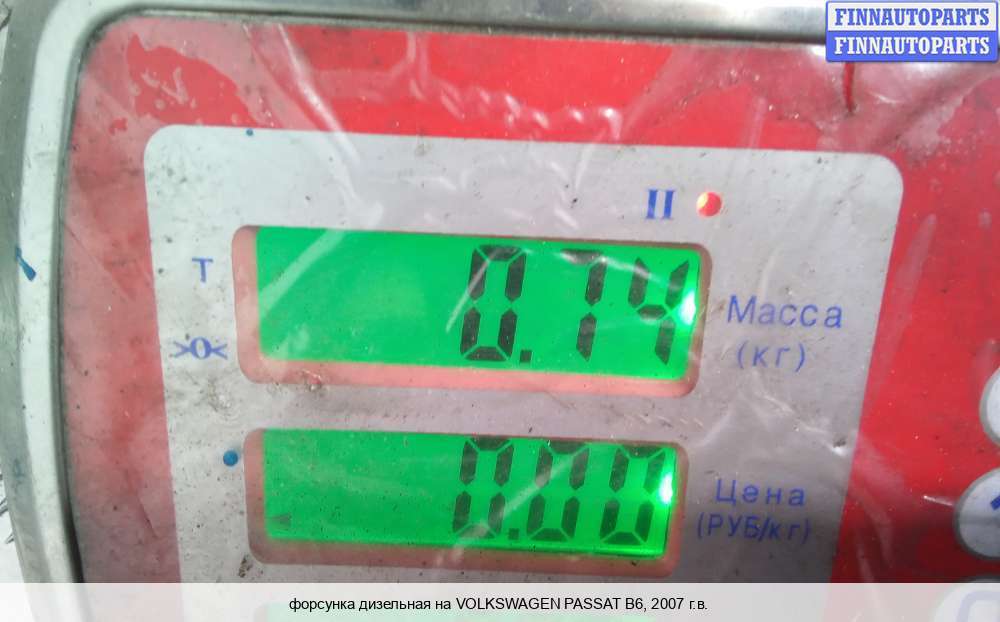 FINNAUTOPARTS
FINNAUTOPARTS
II
T
0.74
Масса
(кг)
>0<
0.00
Цена
(РУБ/кг)
форсунка дизельная на VOLKSWAGEN PASSAT B6, 2007 г.в.